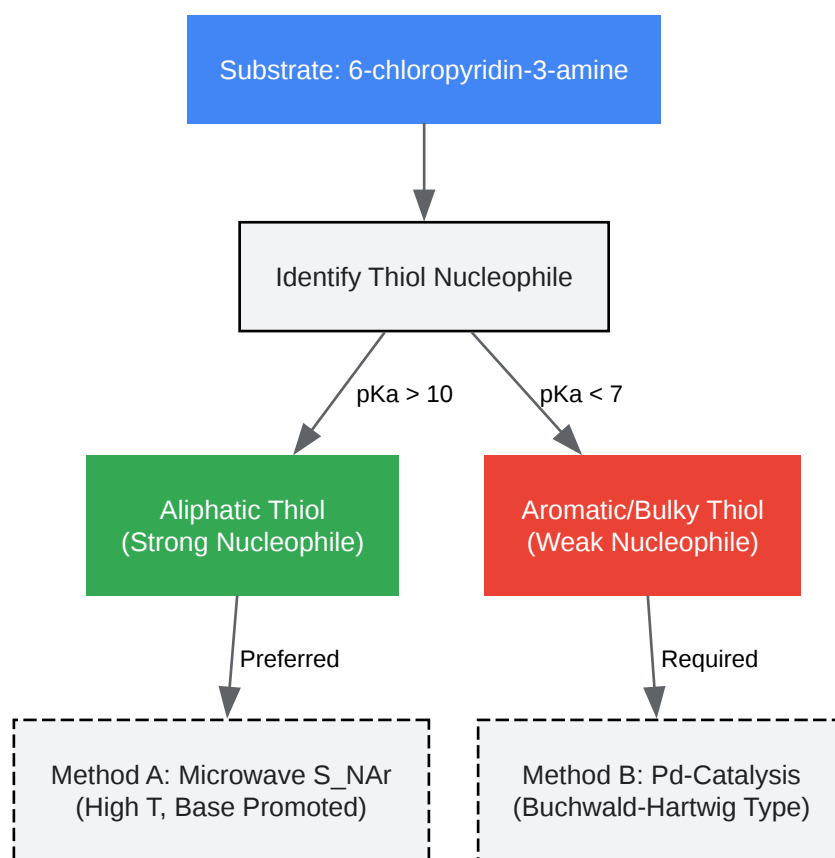 Substrate: 6-chloropyridin-3-amine
Identify Thiol Nucleophile
pKa > 10
pKa < 7
Aliphatic Thiol
(Strong Nucleophile)
Aromatic/Bulky Thiol
(Weak Nucleophile)
Preferred
Required
Method A: Microwave S_NAr
(High T, Base Promoted)
Method B: Pd-Catalysis
(Buchwald-Hartwig Type)